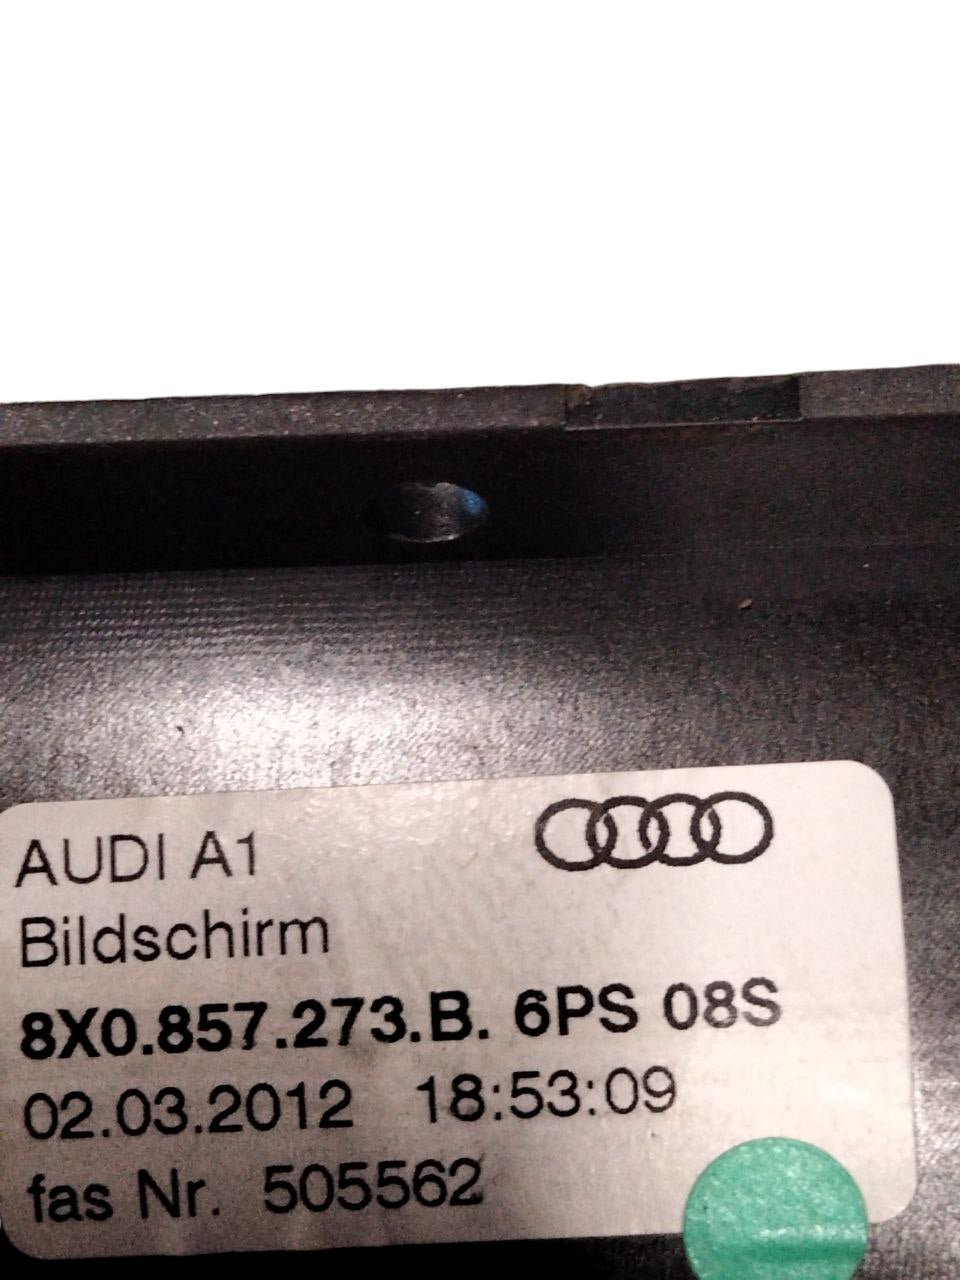 AUDI A1
Bildschirm
8X0.857.273.B. 6PS 08S
02.03.2012 18:53:09
fas Nr. 505562